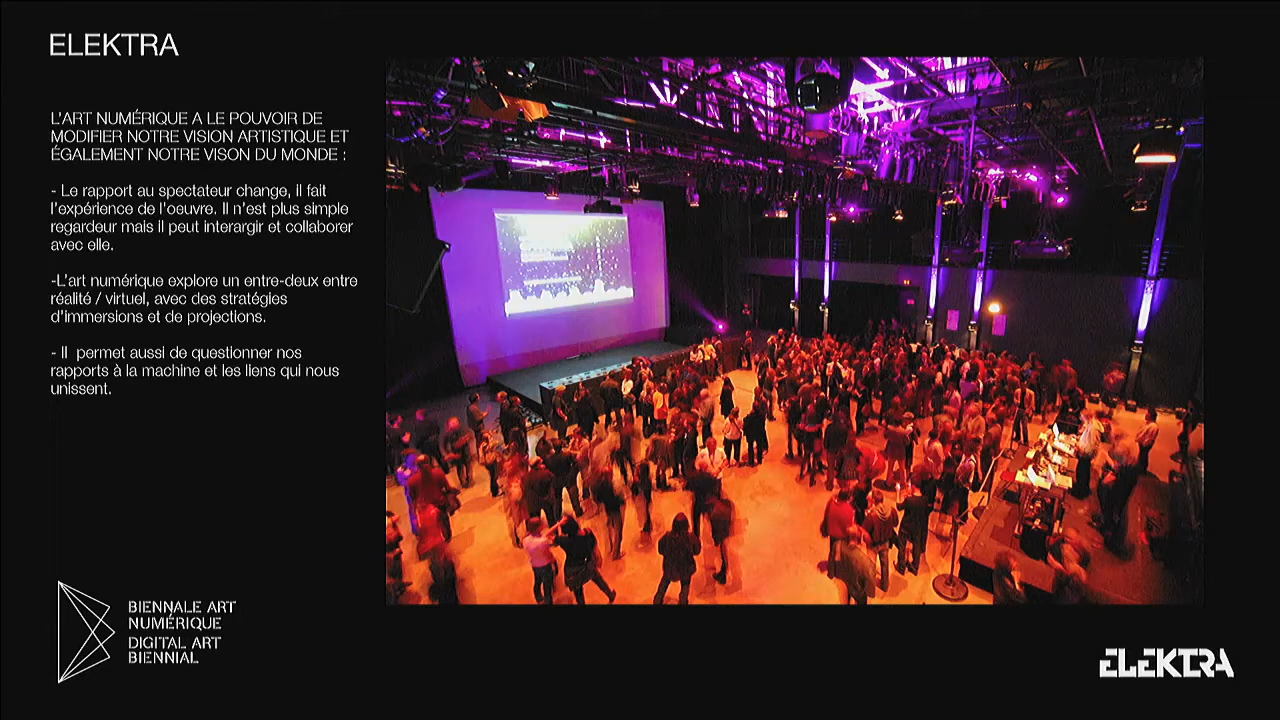 ELEKTRA
L'ART NUMÉRIQUE A LE POUVOIR DE
MODIFIER NOTRE VISION ARTISTIQUE ET
ÉGALEMENT NOTRE VISON DU MONDE :
- Le rapport au spectateur change, il fait
l'expérience de l'oeuvre. Il n'est plus simple
regardeur mais il peut interargir et collaborer
avec elle.
-L'art numérique explore un entre-deux entre
réalité / virtuel, avec des stratégies
d'immersions et de projections.
- Il  permet aussi de questionner nos
rapports à la machine et les liens qui nous
unissent.
BIENNALE ART
NUMÉRIQUE
DIGITAL ART
BIENNIAL
ELEKTRA